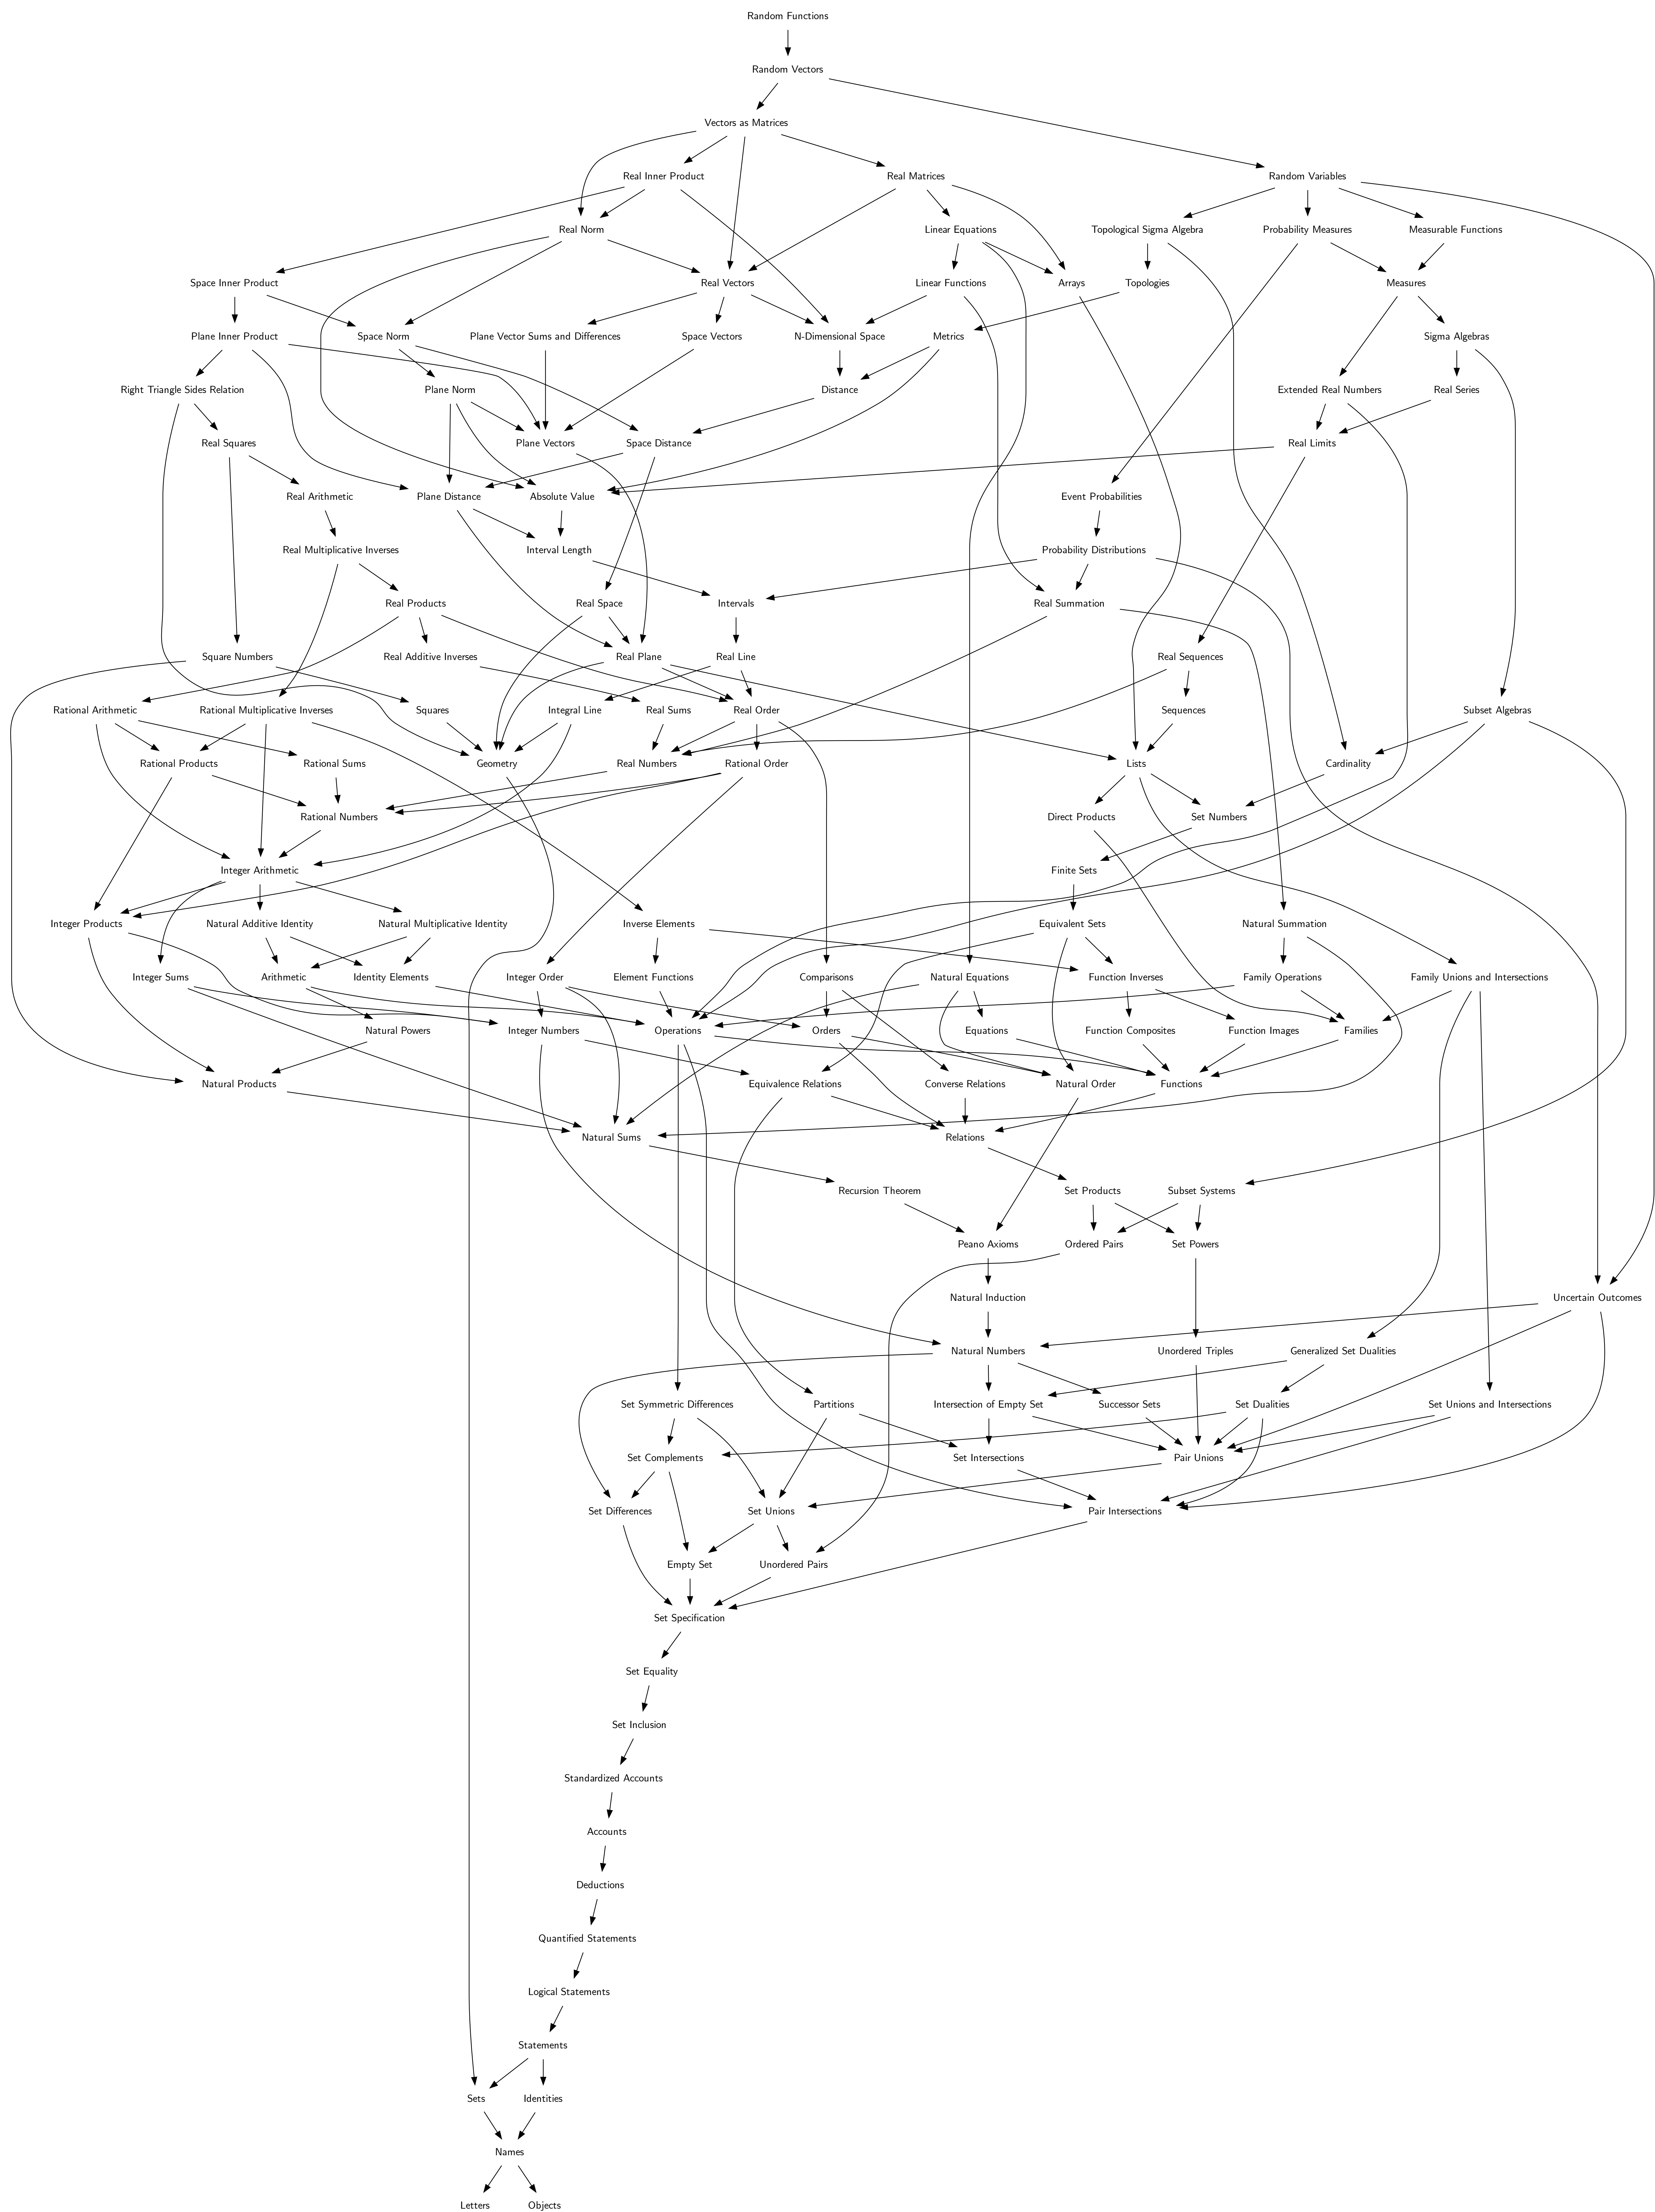 Random Functions
Random Vectors
Vectors as Matrices
Real Inner Product
Real Matrices
Random Variables
Real Norm
Linear Equations
Topological Sigma Algebra
Probability Measures
Measurable Functions
Space Inner Product
Real Vectors
Linear Functions
Arrays
Topologies
Measures
Plane Inner Product
Space Norm
Plane Vector Sums and Differences
Space Vectors
N-Dimensional Space
Metrics
Sigma Algebras
Right Triangle Sides Relation
Plane Norm
Distance
Extended Real Numbers
Real Series
Real Squares
Plane Vectors
Space Distance
Real Limits
Real Arithmetic
Plane Distance
Absolute Value
Event Probabilities
Real Multiplicative Inverses
Interval Length
Probability Distributions
Real Products
Real Space
Intervals
Real Summation
Square Numbers
Real Additive Inverses
Real Plane
Real Line
Real Sequences
Rational Arithmetic
Rational Multiplicative Inverses
Squares
Integral Line
Real Sums
Real Order
Sequences
Subset Algebras
Rational Products
Rational Sums
Geometry
Real Numbers
Rational Order
Lists
Cardinality
Rational Numbers
Direct Products
Set Numbers
Integer Arithmetic
Finite Sets
Integer Products
Natural Additive Identity
Natural Multiplicative Identity
Inverse Elements
Equivalent Sets
Natural Summation
Integer Sums
Arithmetic
Identity Elements
Integer Order
Element Functions
Comparisons
Natural Equations
Function Inverses
Family Operations
Family Unions and Intersections
Natural Powers
Integer Numbers
Operations
Orders
Equations
Function Composites
Function Images
Families
Natural Products
Equivalence Relations
Converse Relations
Natural Order
Functions
Natural Sums
Relations
Recursion Theorem
Set Products
Subset Systems
Peano Axioms
Ordered Pairs
Set Powers
Natural Induction
Uncertain Outcomes
Natural Numbers
Unordered Triples
Generalized Set Dualities
Set Symmetric Differences
Partitions
Intersection of Empty Set
Successor Sets
Set Dualities
Set Unions and Intersections
Set Complements
Set Intersections
Pair Unions
Set Differences
Set Unions
Pair Intersections
Empty Set
Unordered Pairs
Set Specification
Set Equality
Set Inclusion
Standardized Accounts
Accounts
Deductions
Quantified Statements
Logical Statements
Statements
Sets
Identities
Names
Letters
Objects